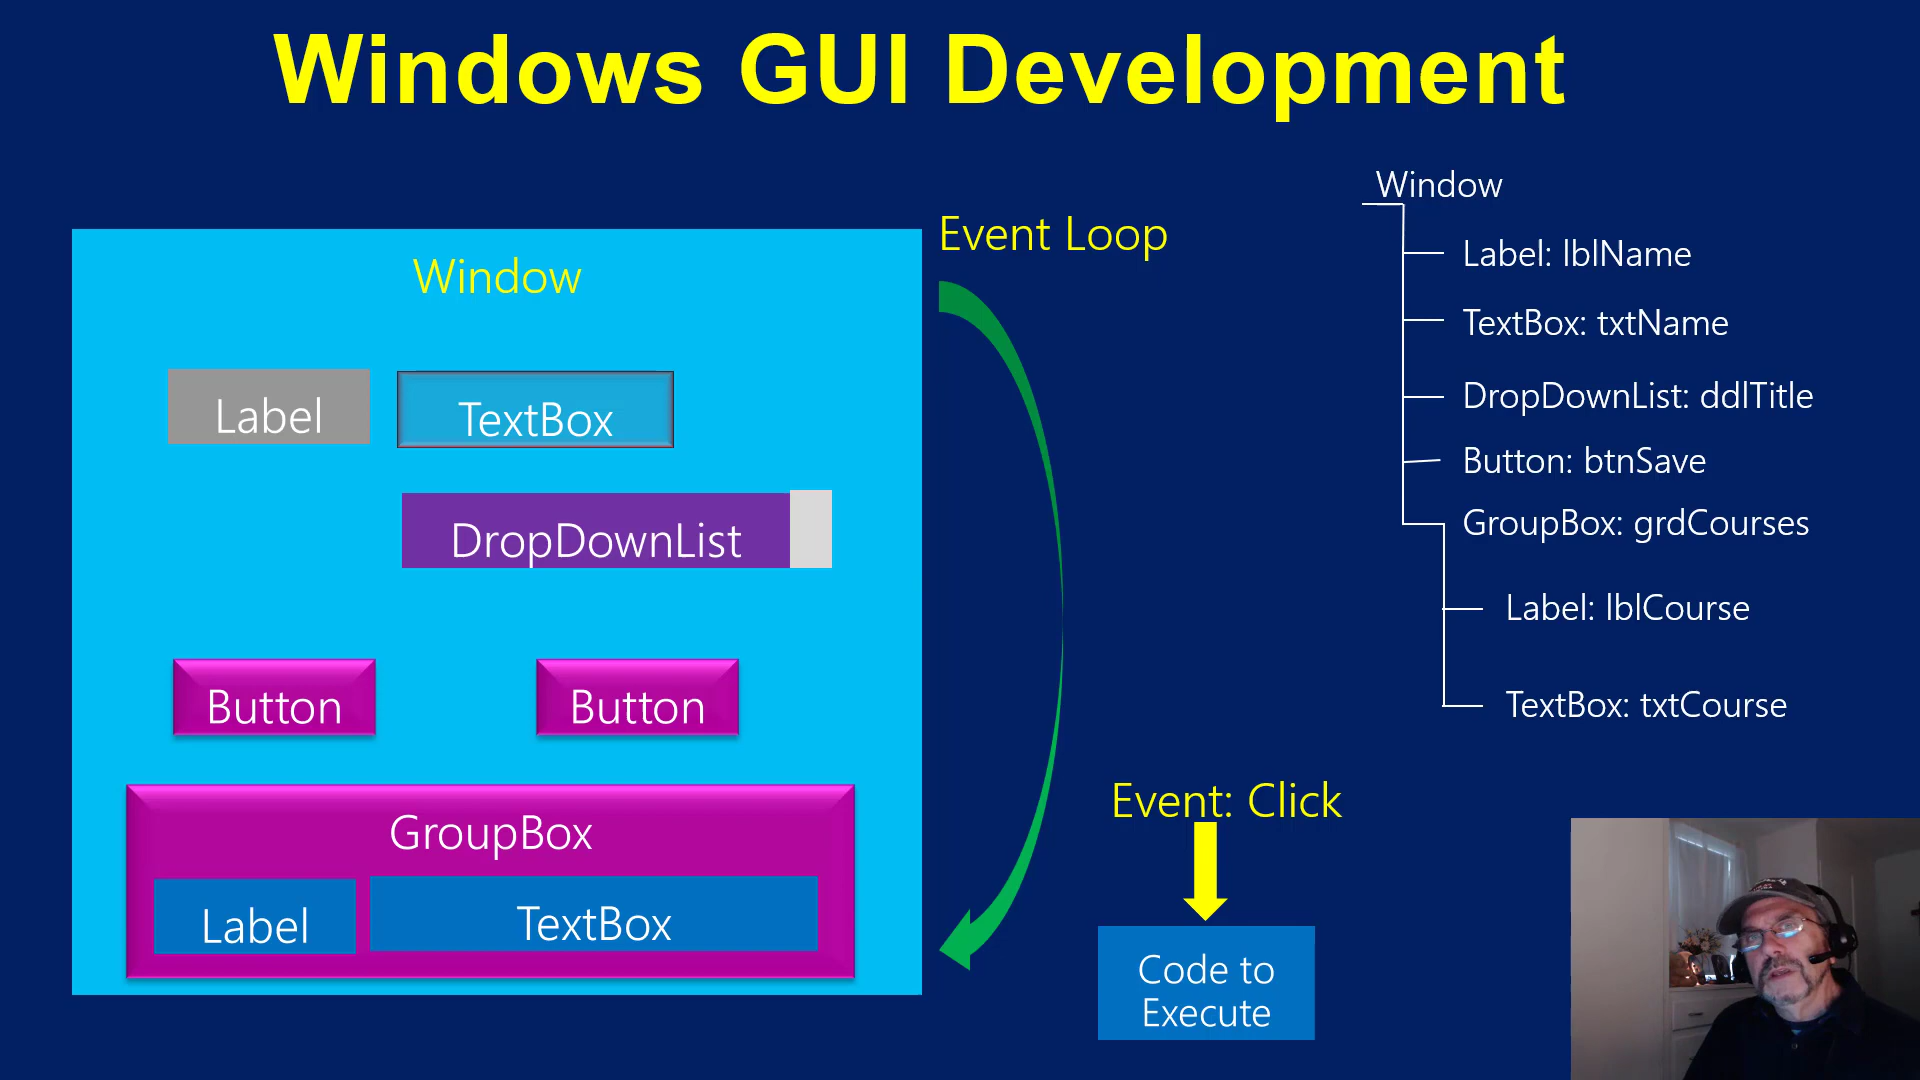 Windows GUI Development
Window
Label
TextBox
DropDownList
Button
Button
GroupBox
Label
TextBox
Event Loop
Event: Click
Code to
Execute
Window
Label: lblName
TextBox: txtName
DropDownList: ddlTitle
Button: btnSave
GroupBox: grdCourses
Label: lblCourse
TextBox: txtCourse